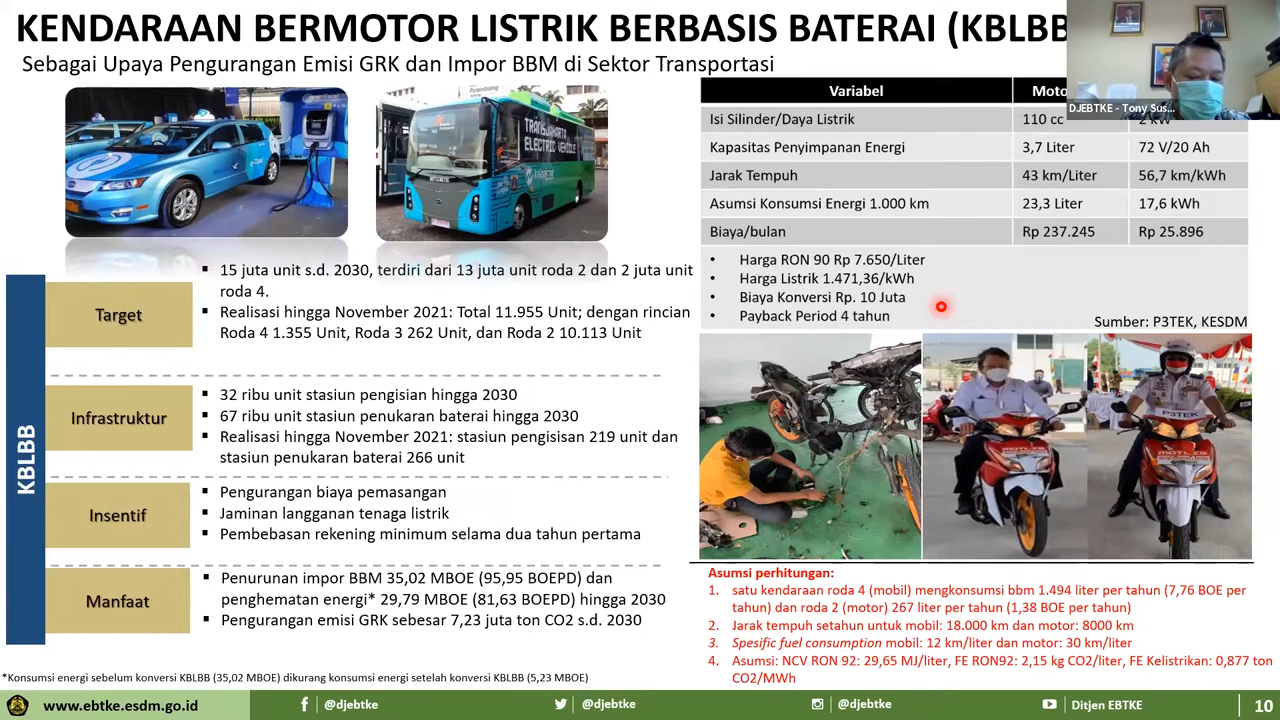 KENDARAAN BERMOTOR LISTRIK BERBASIS BATERAI (KBLBB
Sebagai Upaya Pengurangan Emisi GRK dan Impor BBM di Sektor Transportasi
DJEBTKE - Tony Sus...
TRANSJAKARTA
ELECTRIC VEHICLE
Target
▪ 15 juta unit s.d. 2030, terdiri dari 13 juta unit roda 2 dan 2 juta unit
roda 4.
▪ Realisasi hingga November 2021: Total 11.955 Unit; dengan rincian
Roda 4 1.355 Unit, Roda 3 262 Unit, dan Roda 2 10.113 Unit
KBLBB
Infrastruktur
▪ 32 ribu unit stasiun pengisian hingga 2030
▪ 67 ribu unit stasiun penukaran baterai hingga 2030
▪ Realisasi hingga November 2021: stasiun pengisisan 219 unit dan
stasiun penukaran baterai 266 unit
Insentif
▪ Pengurangan biaya pemasangan
▪ Jaminan langganan tenaga listrik
▪ Pembebasan rekening minimum selama dua tahun pertama
Manfaat
▪ Penurunan impor BBM 35,02 MBOE (95,95 BOEPD) dan
penghematan energi* 29,79 MBOE (81,63 BOEPD) hingga 2030
▪ Pengurangan emisi GRK sebesar 7,23 juta ton CO2 s.d. 2030
*Konsumsi energi sebelum konversi KBLBB (35,02 MBOE) dikurang konsumsi energi setelah konversi KBLBB (5,23 MBOE)
Variabel Moto
Isi Silinder/Daya Listrik 110 cc 2 kW
Kapasitas Penyimpanan Energi 3,7 Liter 72 V/20 Ah
Jarak Tempuh 43 km/Liter 56,7 km/kWh
Asumsi Konsumsi Energi 1.000 km 23,3 Liter 17,6 kWh
Biaya/bulan Rp 237.245 Rp 25.896
• Harga RON 90 Rp 7.650/Liter
• Harga Listrik 1.471,36/kWh
• Biaya Konversi Rp. 10 Juta
• Payback Period 4 tahun
Sumber: P3TEK, KESDM
MOTLIS
P3TEK
MOTLIS
Asumsi perhitungan:
1. satu kendaraan roda 4 (mobil) mengkonsumsi bbm 1.494 liter per tahun (7,76 BOE per
tahun) dan roda 2 (motor) 267 liter per tahun (1,38 BOE per tahun)
2. Jarak tempuh setahun untuk mobil: 18.000 km dan motor: 8000 km
3. Spesific fuel consumption mobil: 12 km/liter dan motor: 30 km/liter
4. Asumsi: NCV RON 92: 29,65 MJ/liter, FE RON92: 2,15 kg CO2/liter, FE Kelistrikan: 0,877 ton
CO2/MWh
www.ebtke.esdm.go.id
@djebtke
@djebtke
@djebtke
Ditjen EBTKE
10